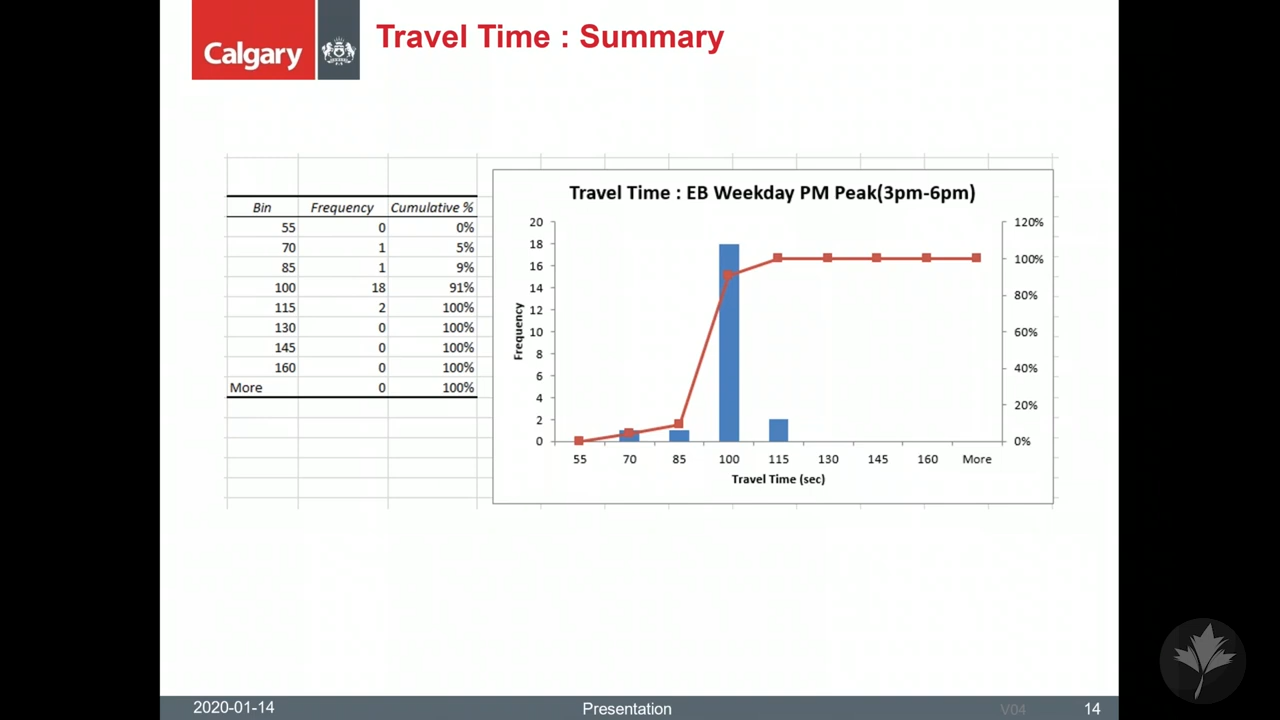 Calgary
Travel Time : Summary
Bin Frequency Cumulative %
55 0 0%
70 1 5%
85 1 9%
100 18 91%
115 2 100%
130 0 100%
145 0 100%
160 0 100%
More 0 100%
Travel Time : EB Weekday PM Peak(3pm-6pm)
20 120%
18
16 100%
14
12 80%
10 60%
8
6 40%
4
2 20%
0 0%
Frequency
55 70 85 100 115 130 145 160 More
Travel Time (sec)
2020-01-14 Presentation V04 14